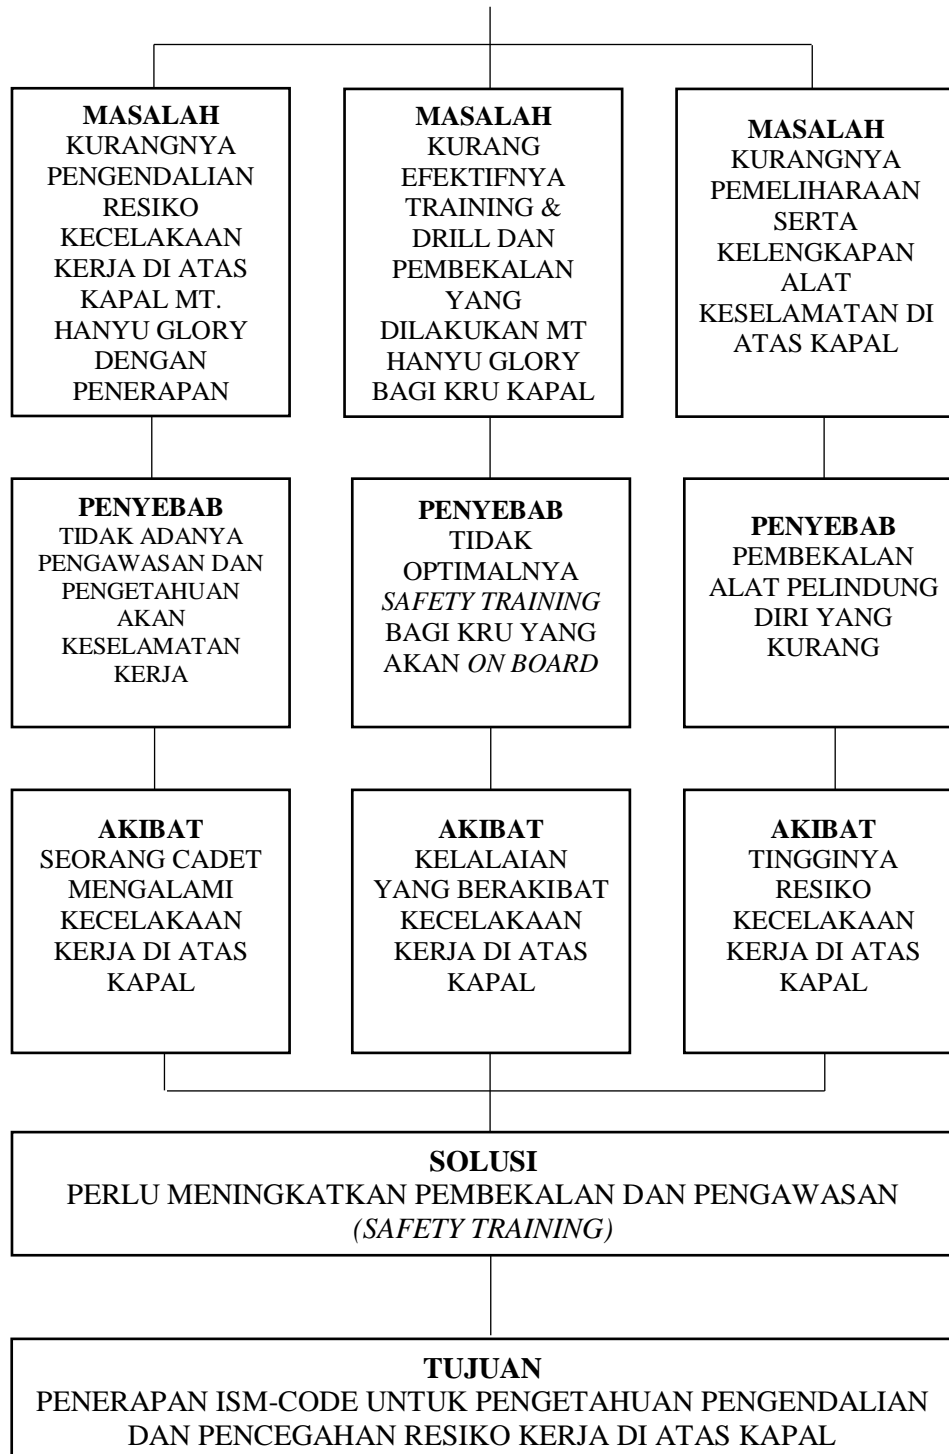 MASALAH
KURANGNYA
PENGENDALIAN
RESIKO
KECELAKAAN
KERJA DI ATAS
KAPAL MT.
HANYU GLORY
DENGAN
PENERAPAN
MASALAH
KURANG
EFEKTIFNYA
TRAINING &
DRILL DAN
PEMBEKALAN
YANG
DILAKUKAN MT
HANYU GLORY
BAGI KRU KAPAL
MASALAH
KURANGNYA
PEMELIHARAAN
SERTA
KELENGKAPAN
ALAT
KESELAMATAN DI
ATAS KAPAL
PENYEBAB
TIDAK ADANYA
PENGAWASAN DAN
PENGETAHUAN
AKAN
KESELAMATAN
KERJA
PENYEBAB
TIDAK
OPTIMALNYA
SAFETY TRAINING
BAGI KRU YANG
AKAN ON BOARD
PENYEBAB
PEMBEKALAN
ALAT PELINDUNG
DIRI YANG
KURANG
AKIBAT
SEORANG CADET
MENGALAMI
KECELAKAAN
KERJA DI ATAS
KAPAL
AKIBAT
KELALAIAN
YANG BERAKIBAT
KECELAKAAN
KERJA DI ATAS
KAPAL
AKIBAT
TINGGINYA
RESIKO
KECELAKAAN
KERJA DI ATAS
KAPAL
SOLUSI
PERLU MENINGKATKAN PEMBEKALAN DAN PENGAWASAN
(SAFETY TRAINING)
TUJUAN
PENERAPAN ISM-CODE UNTUK PENGETAHUAN PENGENDALIAN
DAN PENCEGAHAN RESIKO KERJA DI ATAS KAPAL